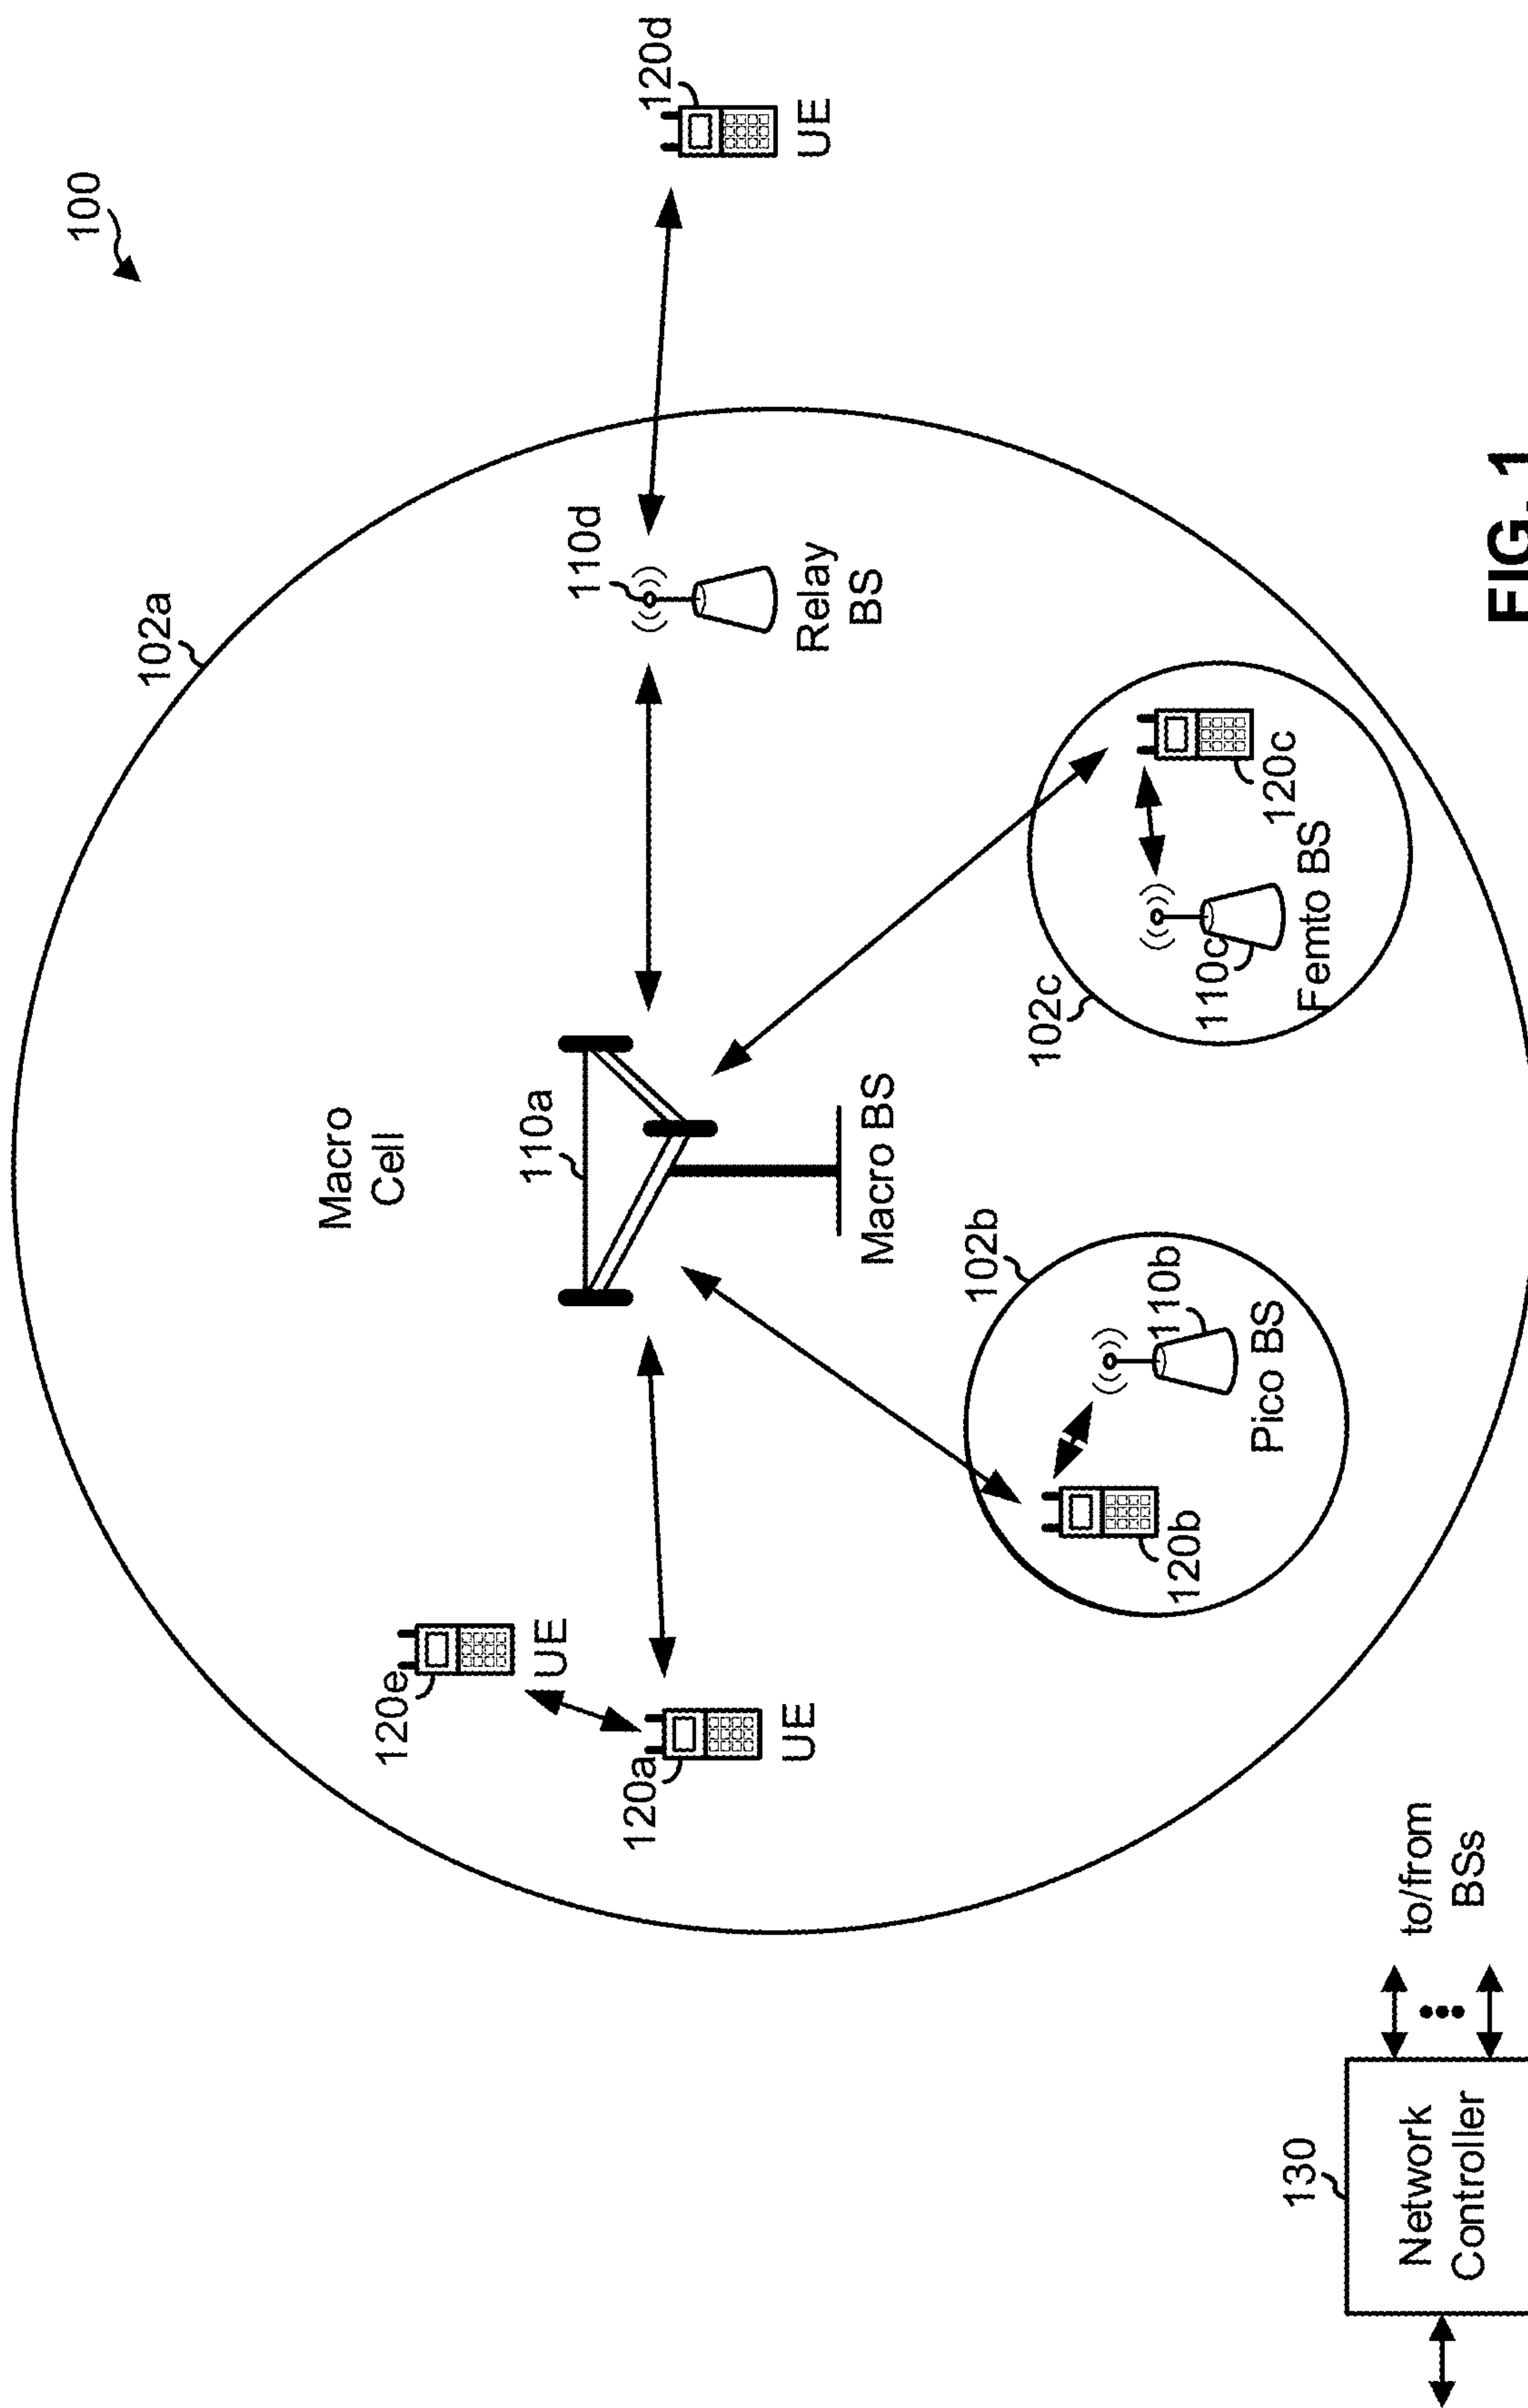 100
102a
Macro
Cell
120e
UE
110a
110d
120d
120a
UE
Relay
BS
UE
Macro BS
102b
102c
120b
110b
Pico BS
110c
120c
Femto BS
130
Network
Controller
to/from
BSs
FIG. 1